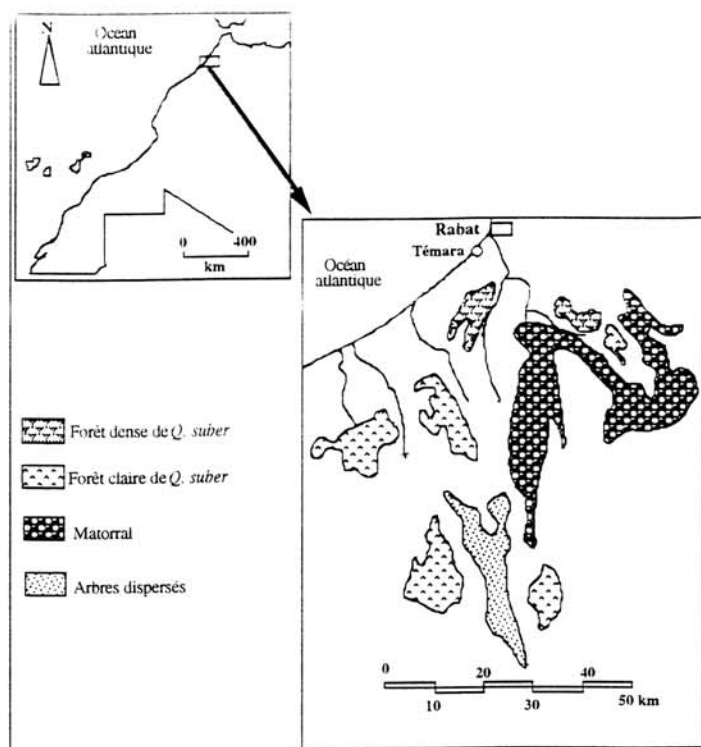 N
Océan
atlantique
0 400
km
Rabat
Témara
Océan
atlantique
Forêt dense de Q. suber
Forêt claire de Q. suber
Matorral
Arbres dispersés
0 20 40
10 30 50 km